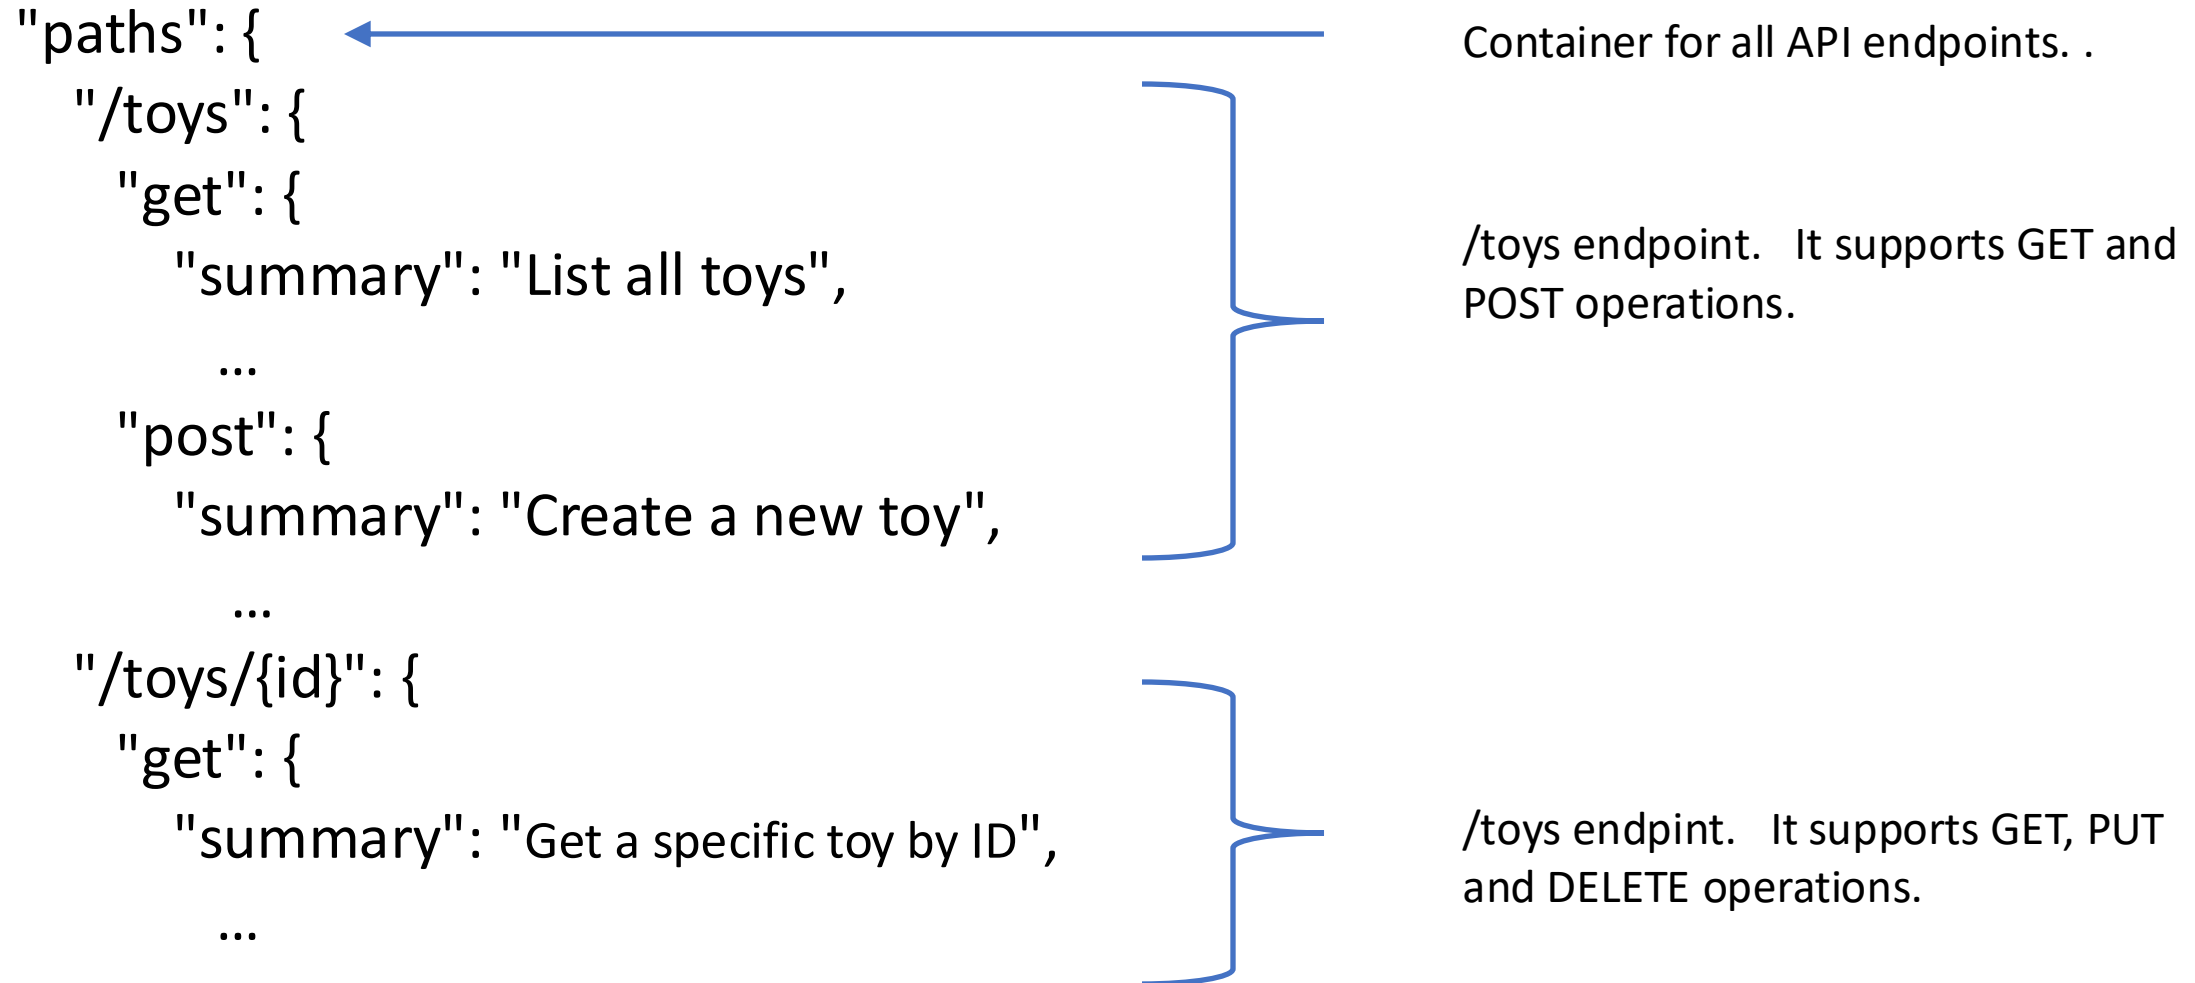 "paths": {
Container for all API endpoints. .
"/toys": {
"get": {
"summary": "List all toys",
...
"post": {
"summary": "Create a new toy",
...
/toys endpoint.   It supports GET and
POST operations.
"/toys/{id}": {
"get": {
"summary": "Get a specific toy by ID",
...
/toys endpint.   It supports GET, PUT
and DELETE operations.